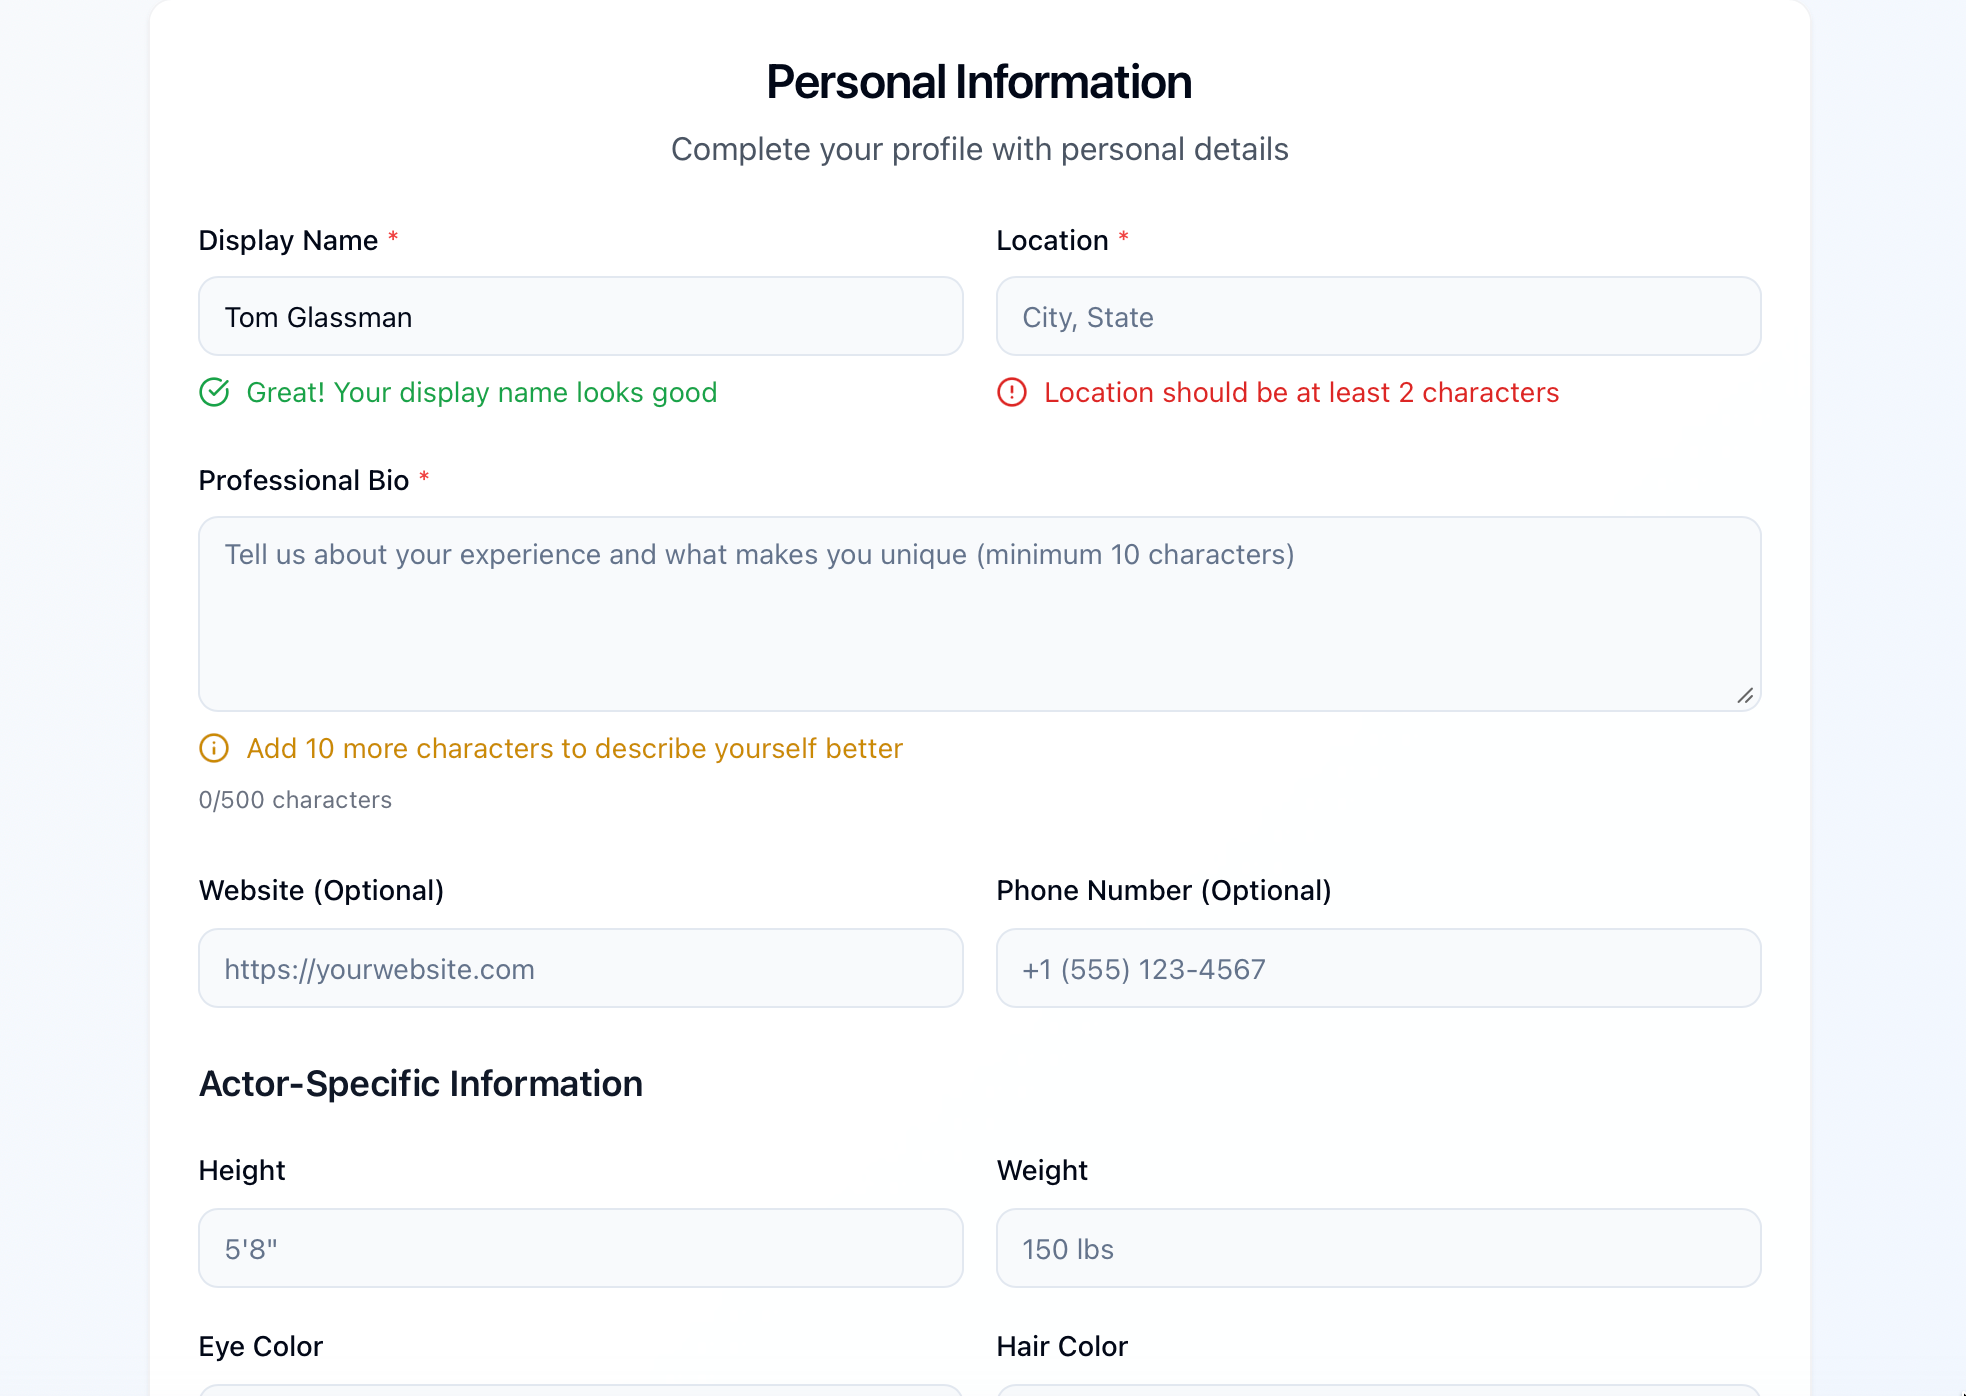 Personal Information
Complete your profile with personal details
Display Name *
Location *
Tom Glassman
City, State
Great! Your display name looks good
Location should be at least 2 characters
Professional Bio *
Tell us about your experience and what makes you unique (minimum 10 characters)
Add 10 more characters to describe yourself better
0/500 characters
Website (Optional)
Phone Number (Optional)
https://yourwebsite.com
+1 (555) 123-4567
Actor-Specific Information
Height
Weight
5'8"
150 lbs
Eye Color
Hair Color